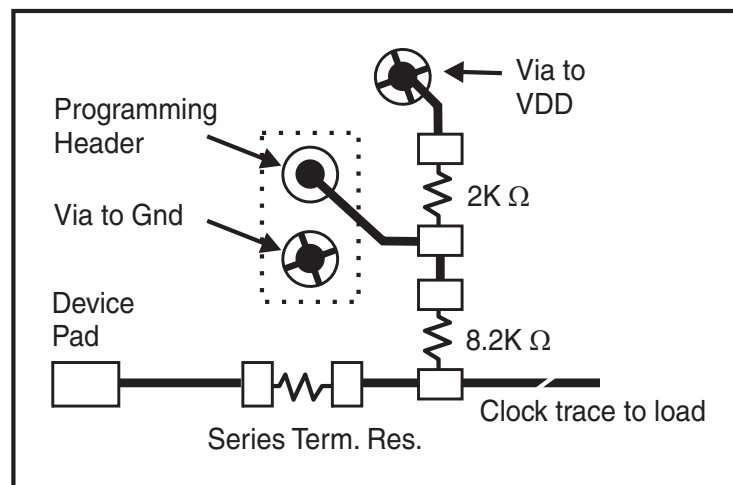 Via to
VDD
Programming
Header
2K Ω
Via to Gnd
Device
Pad
8.2K Ω
Clock trace to load
Series Term. Res.